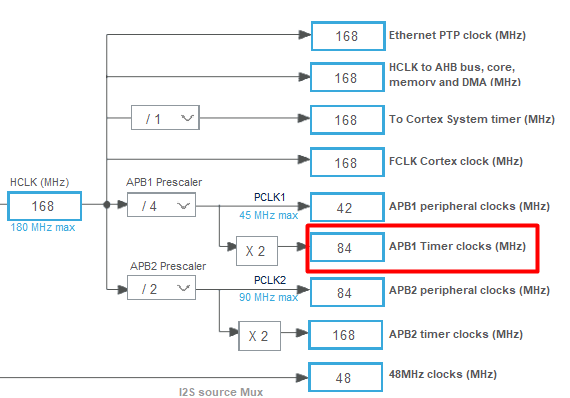 168
Ethernet PTP clock (MHz)
168
HCLK to AHB bus, core,
memory and DMA (MHz)
/ 1
168
To Cortex System timer (MHz)
168
FCLK Cortex clock (MHz)
HCLK (MHz)
168
180 MHz max
APB1 Prescaler
/ 4
PCLK1
45 MHz max
42
APB1 peripheral clocks (MHz)
X 2
84
APB1 Timer clocks (MHz)
APB2 Prescaler
/ 2
PCLK2
90 MHz max
84
APB2 peripheral clocks (MHz)
X 2
168
APB2 timer clocks (MHz)
48
48MHz clocks (MHz)
I2S source Mux